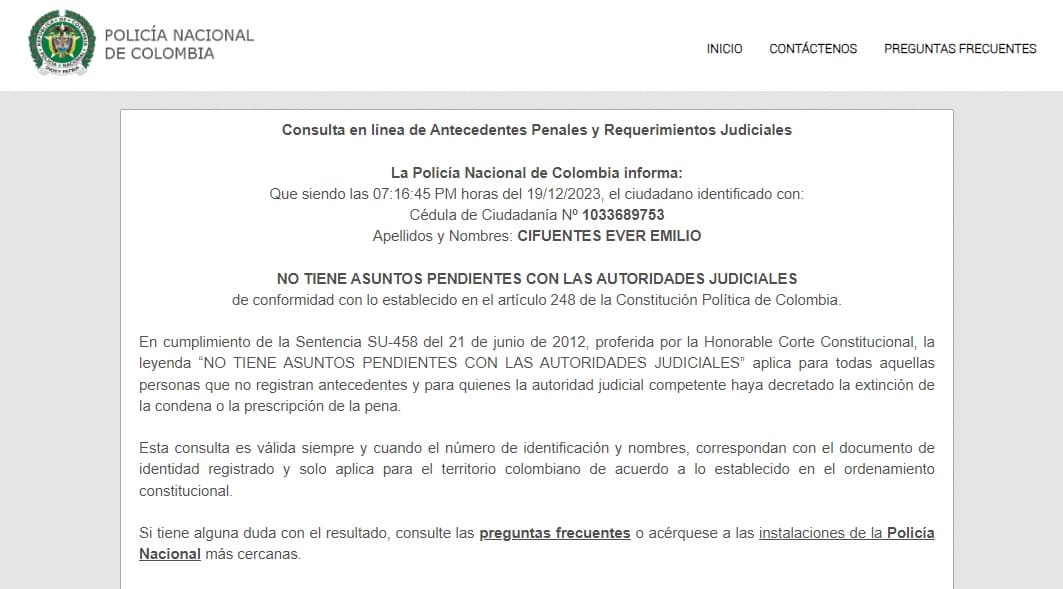 POLICÍA NACIONAL
DE COLOMBIA
INICIO
CONTÁCTENOS
PREGUNTAS FRECUENTES
Consulta en línea de Antecedentes Penales y Requerimientos Judiciales
La Policía Nacional de Colombia informa:
Que siendo las 07:16:45 PM horas del 19/12/2023, el ciudadano identificado con:
Cédula de Ciudadanía Nº 1033689753
Apellidos y Nombres: CIFUENTES EVER EMILIO
NO TIENE ASUNTOS PENDIENTES CON LAS AUTORIDADES JUDICIALES
de conformidad con lo establecido en el artículo 248 de la Constitución Política de Colombia.
En cumplimiento de la Sentencia SU-458 del 21 de junio de 2012, proferida por la Honorable Corte Constitucional, la
leyenda “NO TIENE ASUNTOS PENDIENTES CON LAS AUTORIDADES JUDICIALES” aplica para todas aquellas
personas que no registran antecedentes y para quienes la autoridad judicial competente haya decretado la extinción de
la condena o la prescripción de la pena.
Esta consulta es válida siempre y cuando el número de identificación y nombres, correspondan con el documento de
identidad registrado y solo aplica para el territorio colombiano de acuerdo a lo establecido en el ordenamiento
constitucional.
Si tiene alguna duda con el resultado, consulte las preguntas frecuentes o acérquese a las instalaciones de la Policía
Nacional más cercanas.